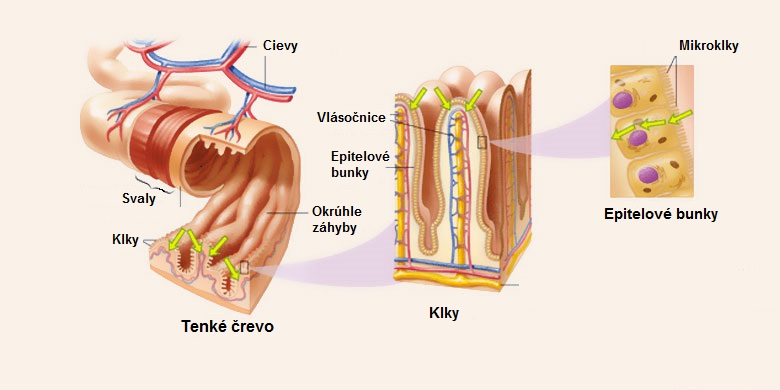 Cievy
Svaly
Klky
Okrúhle
záhyby
Tenké črevo
Vlásočnice
Epitelové
bunky
Klky
Mikroklky
Epitelové bunky